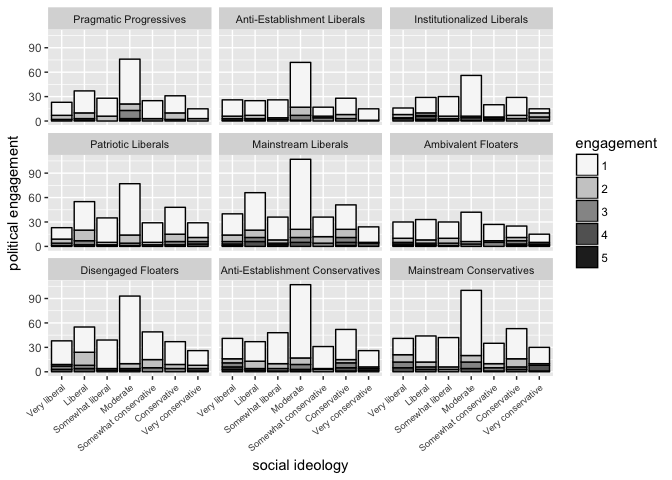 Pragmatic Progressives
Anti-Establishment Liberals
Institutionalized Liberals
90
60
30
0
Patriotic Liberals
Mainstream Liberals
Ambivalent Floaters
90
60
30
0
Disengaged Floaters
Anti-Establishment Conservatives
Mainstream Conservatives
90
60
30
0
political engagement
Very liberal
Liberal
Somewhat liberal
Moderate
Somewhat conservative
Conservative
Very conservative
Very liberal
Liberal
Somewhat liberal
Moderate
Somewhat conservative
Conservative
Very conservative
Very liberal
Liberal
Somewhat liberal
Moderate
Somewhat conservative
Conservative
Very conservative
social ideology
engagement
1
2
3
4
5